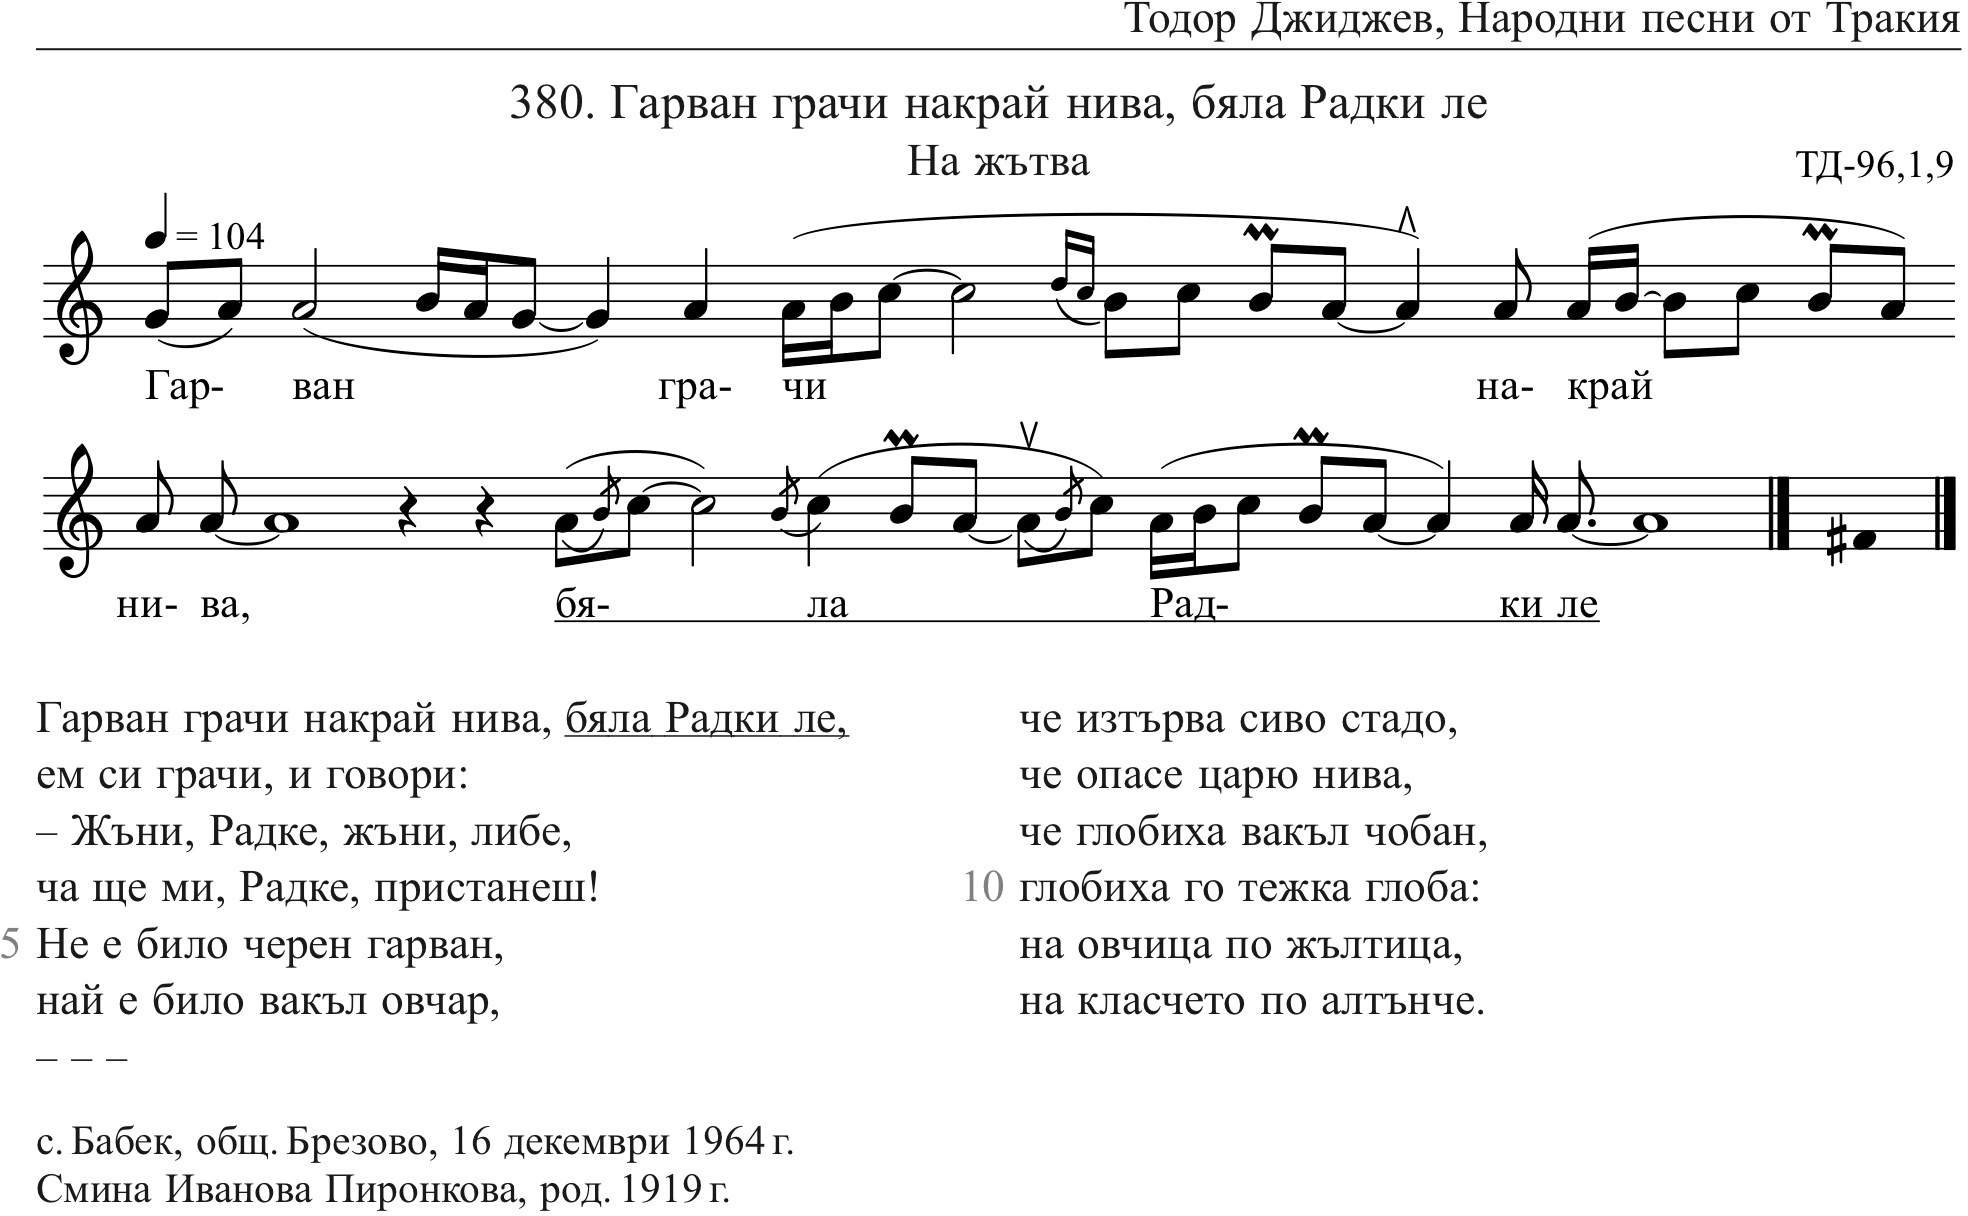 Тодор Джиджев, Народни песни от Тракия
380. Гарван грачи накрай нива, бяла Радки ле
На жътва
ТД-96,1,9
= 104
Гар- ван гра- чи на- край
ни- ва, бя- ла Рад- ки ле
Гарван грачи накрай нива, бяла Радки ле,
ем си грачи, и говори:
– Жъни, Радке, жъни, либе,
ча ще ми, Радке, пристанеш!
5 Не е било черен гарван,
най е било вакъл овчар,
– – –
че изтърва сиво стадо,
че опасе царю нива,
че глобиха вакъл чобан,
10 глобиха го тежка глоба:
на овчица по жълтица,
на класчето по алтънче.
с. Бабек, общ. Брезово, 16 декември 1964 г.
Смина Иванова Пиронкова, род. 1919 г.